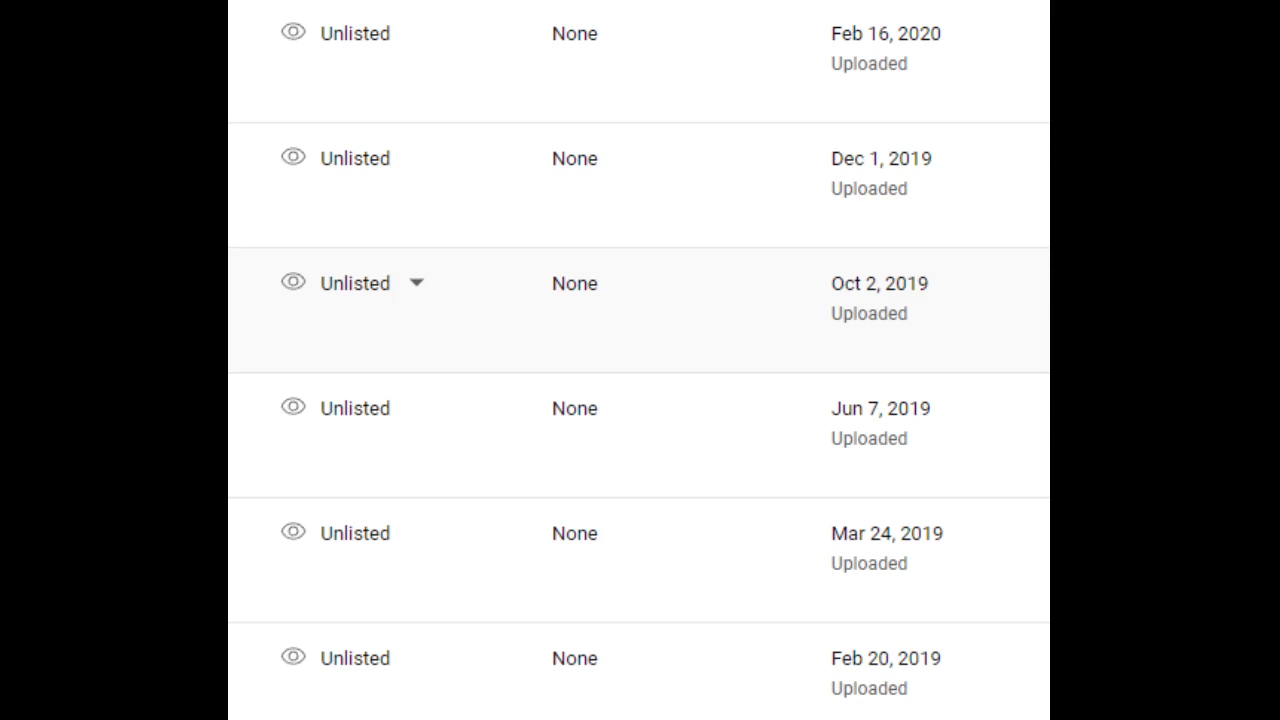 Unlisted None Feb 16, 2020
Uploaded
Unlisted None Dec 1, 2019
Uploaded
Unlisted None Oct 2, 2019
Uploaded
Unlisted None Jun 7, 2019
Uploaded
Unlisted None Mar 24, 2019
Uploaded
Unlisted None Feb 20, 2019
Uploaded